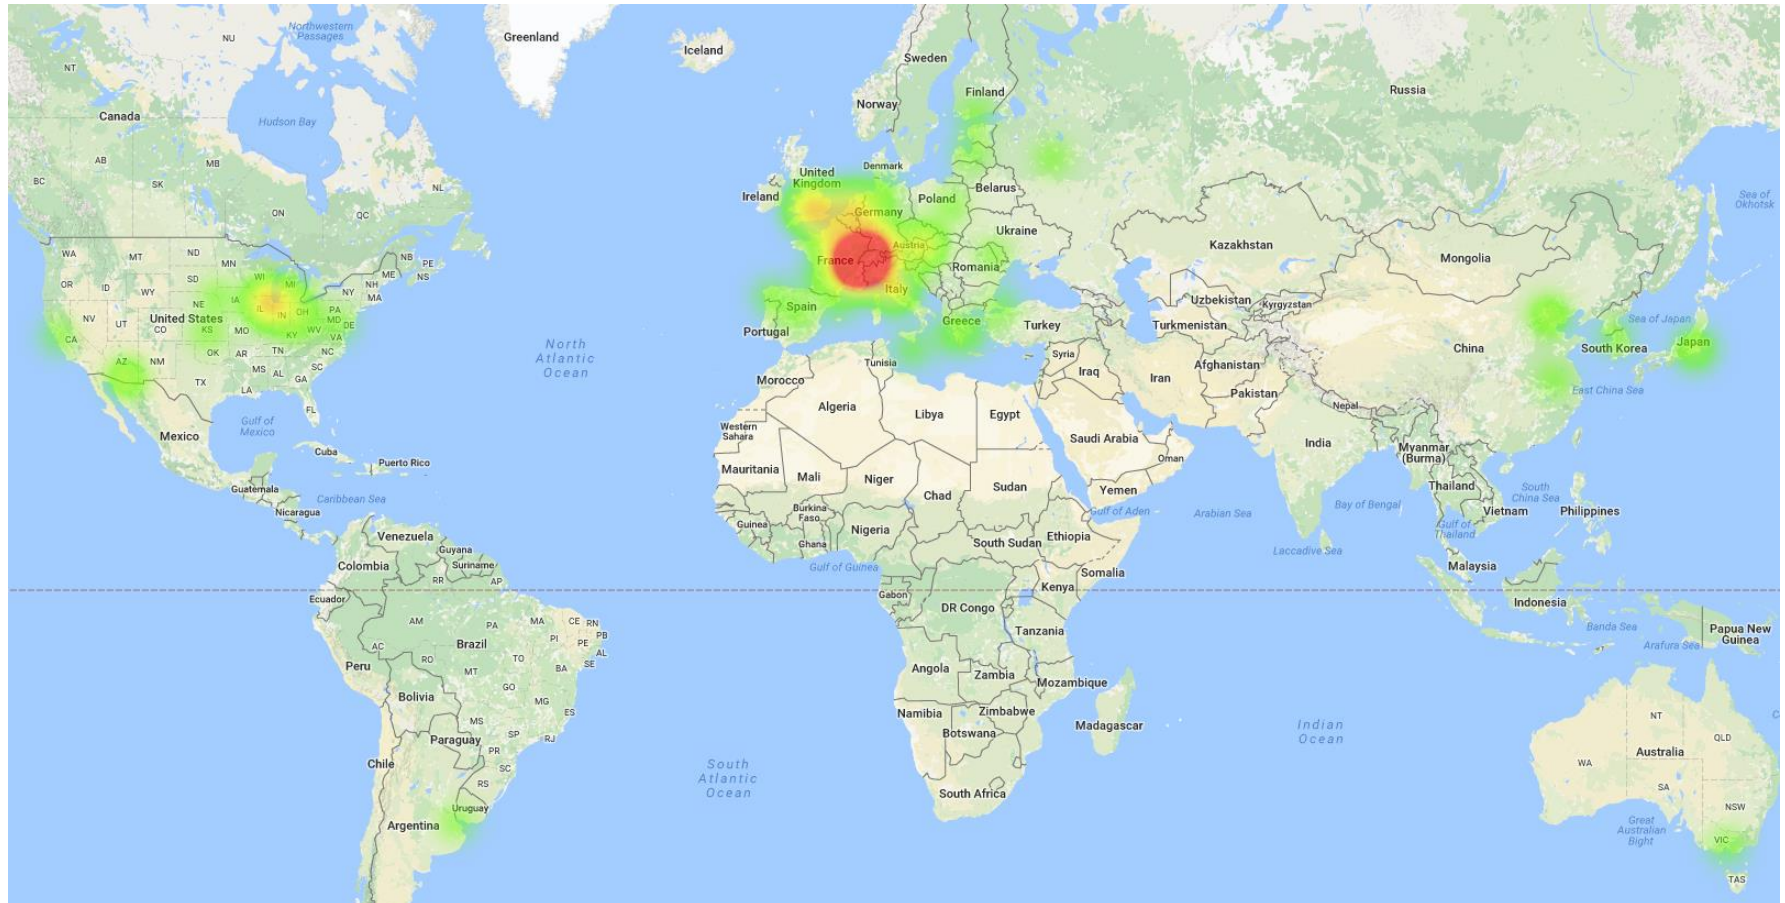 Northwestern
Passages
Greenland
Iceland
NU
NT
Sweden
Finland
Norway
Russia
Canada
Hudson Bay
AB
MB
BC
SK
NL
ON
QC
United
Kingdom
Ireland
Denmark
Belarus
Poland
Germany
Ukraine
Austria
France
Romania
Italy
Spain
Portugal
Greece
Turkey
Kazakhstan
Mongolia
Sea of
Okhotsk
Uzbekistan
Kyrgyzstan
Turkmenistan
China
Sea of Japan
Japan
South Korea
East China Sea
WA
MT
ND
MN
OR
ID
WY
SD
WI
MI
NB
PE
NS
ME
NH
NY
MA
NE
IA
IL
IN
OH
PA
MD
DE
NV
UT
CO
United States
KS
MO
KY
WV
VA
CA
AZ
NM
OK
AR
TN
NC
SC
MS
AL
GA
TX
LA
FL
North
Atlantic
Ocean
Gulf of
Mexico
Mexico
Cuba
Puerto Rico
Guatemala
Caribbean Sea
Nicaragua
Tunisia
Morocco
Algeria
Libya
Egypt
Western
Sahara
Mauritania
Mali
Niger
Chad
Sudan
Syria
Iraq
Iran
Afghanistan
Pakistan
Nepal
Saudi Arabia
Oman
Yemen
Gulf of Aden
Arabian Sea
India
Bay of Bengal
Myanmar
(Burma)
Thailand
South
China Sea
Gulf of
Thailand
Vietnam
Philippines
Laccadive Sea
Malaysia
Indonesia
Banda Sea
Arafura Sea
Papua New
Guinea
Burkina
Faso
Guinea
Ghana
Nigeria
South Sudan
Ethiopia
Gulf of Guinea
Somalia
Gabon
Kenya
DR Congo
Tanzania
Angola
Zambia
Mozambique
Namibia
Zimbabwe
Botswana
Madagascar
South Africa
Venezuela
Guyana
Suriname
Colombia
RR
AP
Ecuador
AM
PA
MA
CE
RN
PI
PB
PE
AL
SE
AC
Brazil
Peru
RO
TO
BA
MT
GO
Bolivia
MG
ES
MS
SP
RJ
Paraguay
PR
SC
Chile
RS
Uruguay
Argentina
South
Atlantic
Ocean
Indian
Ocean
NT
QLD
Australia
WA
SA
NSW
Great
Australian
Bight
VIC
TAS